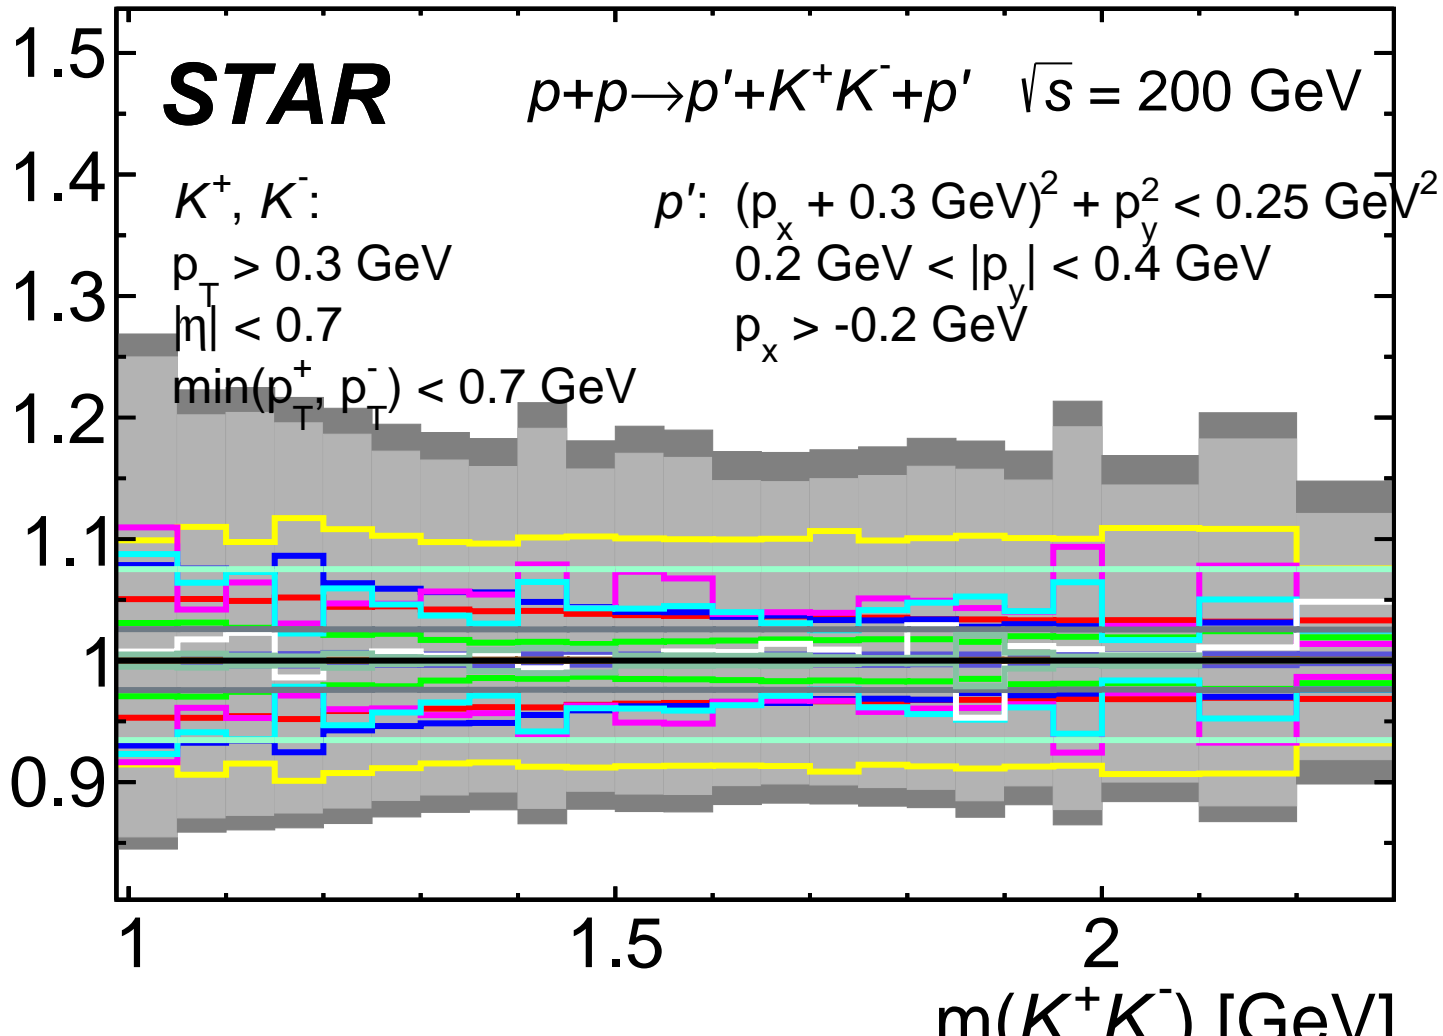 STAR p+p→p'+K⁺K⁻+p' √s = 200 GeV
K⁺, K⁻: p': (pₓ + 0.3 GeV)² + p_y² < 0.25 GeV²
p_T > 0.3 GeV 0.2 GeV < |p_y| < 0.4 GeV
|η| < 0.7 pₓ > -0.2 GeV
min(p_T⁺, p_T⁻) < 0.7 GeV
1.5
1.4
1.3
1.2
1.1
1
0.9
1 1.5 2
m(K⁺K⁻) [GeV]